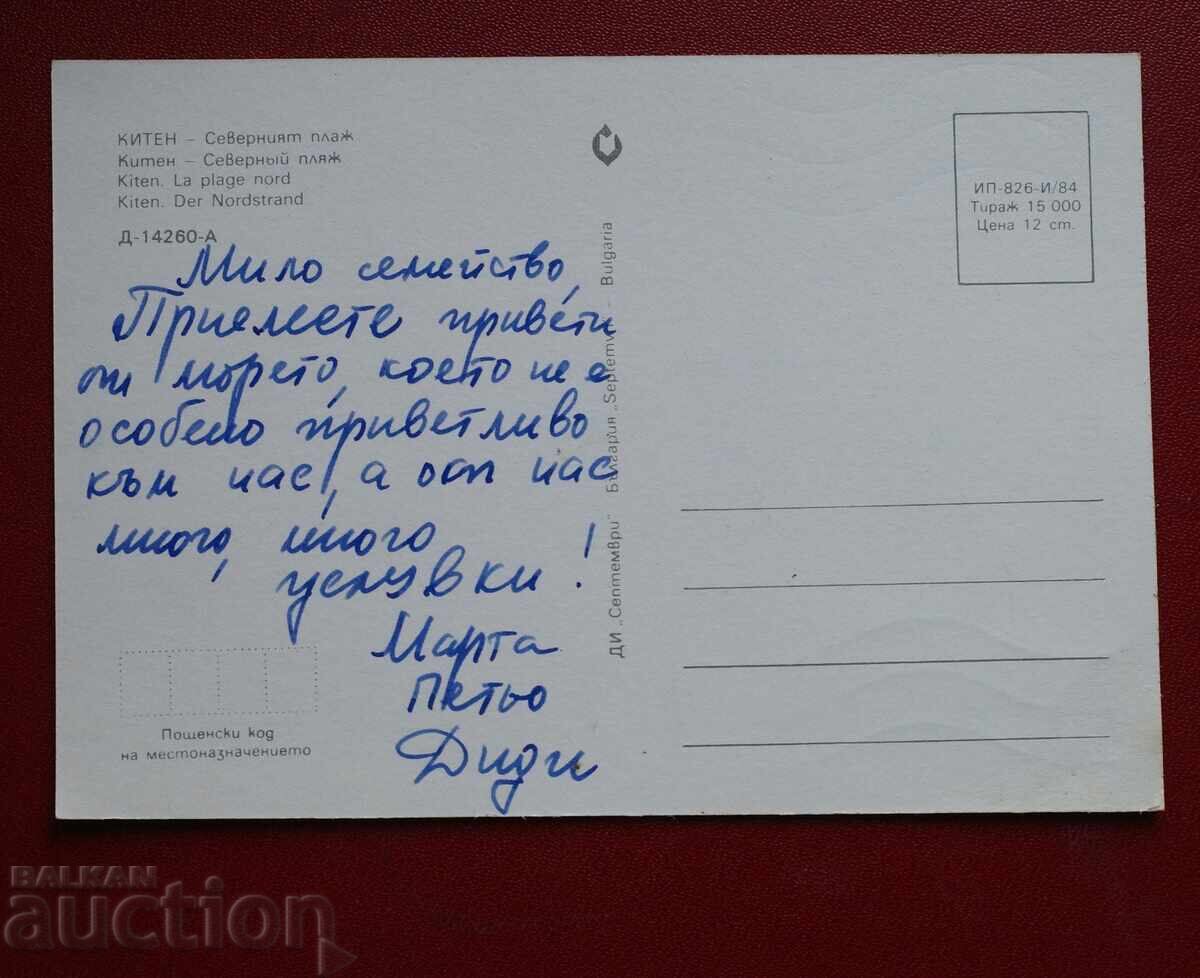 КИТЕН – Северният плаж
Китен – Северный пляж
Kiten. La plage nord
Kiten. Der Nordstrand
Д-14260-А
Мило семейство,
Приемете привети
от морето, което не е
особено приветливо
към нас, а от нас
много, много
целувки!
Марта
Петьо
Диди
Пощенски код
на местоназначението
ДИ „Септември" България „Septemvri" – Bulgaria
ИП-826-И/84
Тираж 15 000
Цена 12 ст.
BALKAN
auction